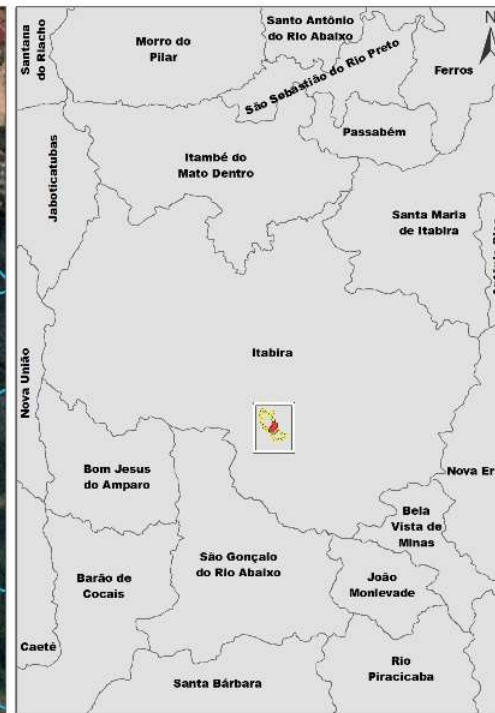 N
Santana
do Riacho
Morro do
Pilar
Santo Antônio
do Rio Abaixo
São Sebastião do Rio Preto
Ferros
Passabém
Jaboticatubas
Itambé do
Mato Dentro
Santa Maria
de Itabira
Itabira
Nova União
Bom Jesus
do Amparo
Nova Er
Bela
Vista de
Minas
São Gonçalo
do Rio Abaixo
João
Monlevade
Barão de
Cocais
Caeté
Santa Bárbara
Rio
Piracicaba